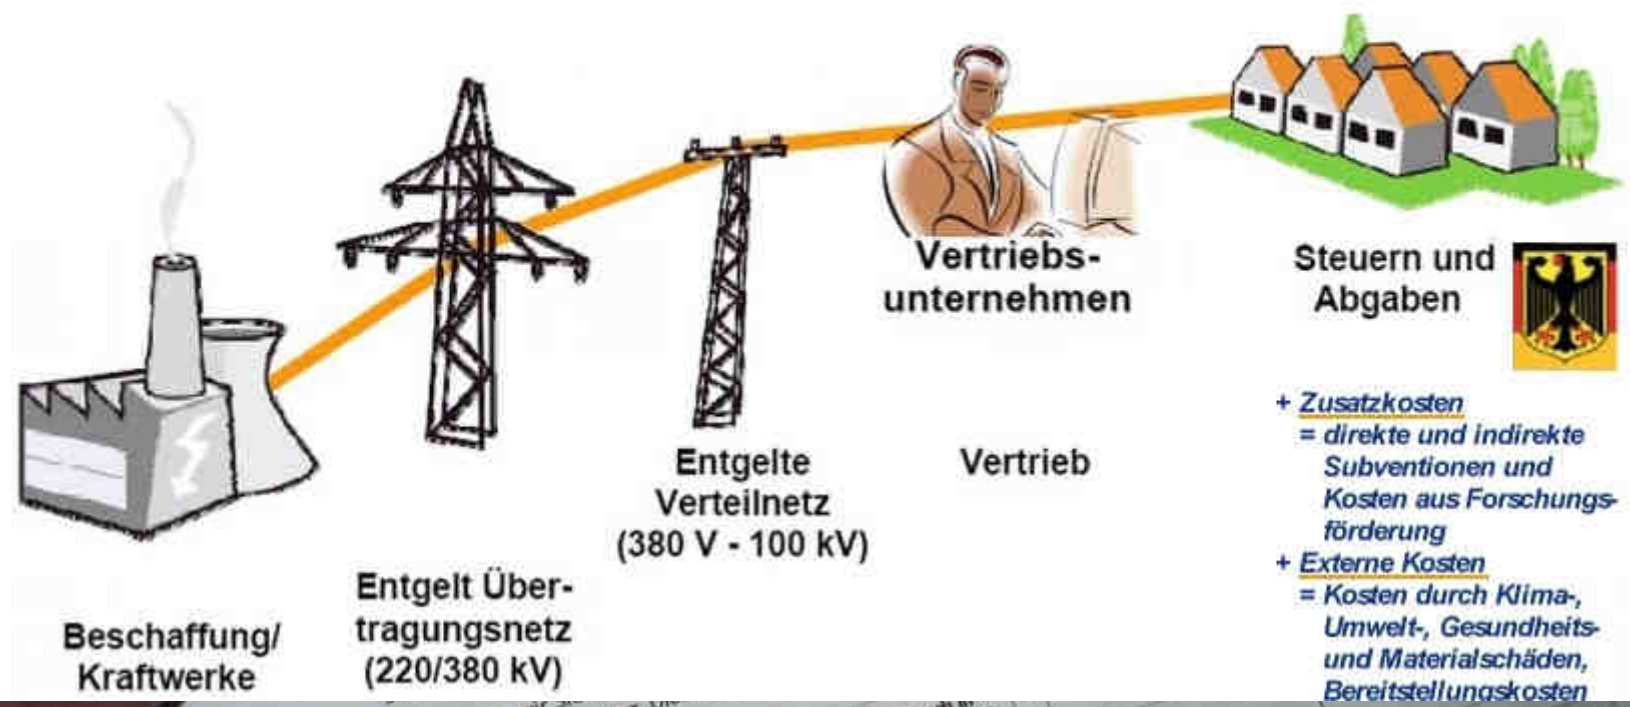 Beschaffung/
Kraftwerke
Entgelt Über-
tragungsnetz
(220/380 kV)
Entgelte
Verteilnetz
(380 V - 100 kV)
Vertriebs-
unternehmen
Vertrieb
Steuern und
Abgaben
+ Zusatzkosten
= direkte und indirekte
Subventionen und
Kosten aus Forschungs-
förderung
+ Externe Kosten
= Kosten durch Klima-,
Umwelt-, Gesundheits-
und Materialschäden,
Bereitstellungskosten